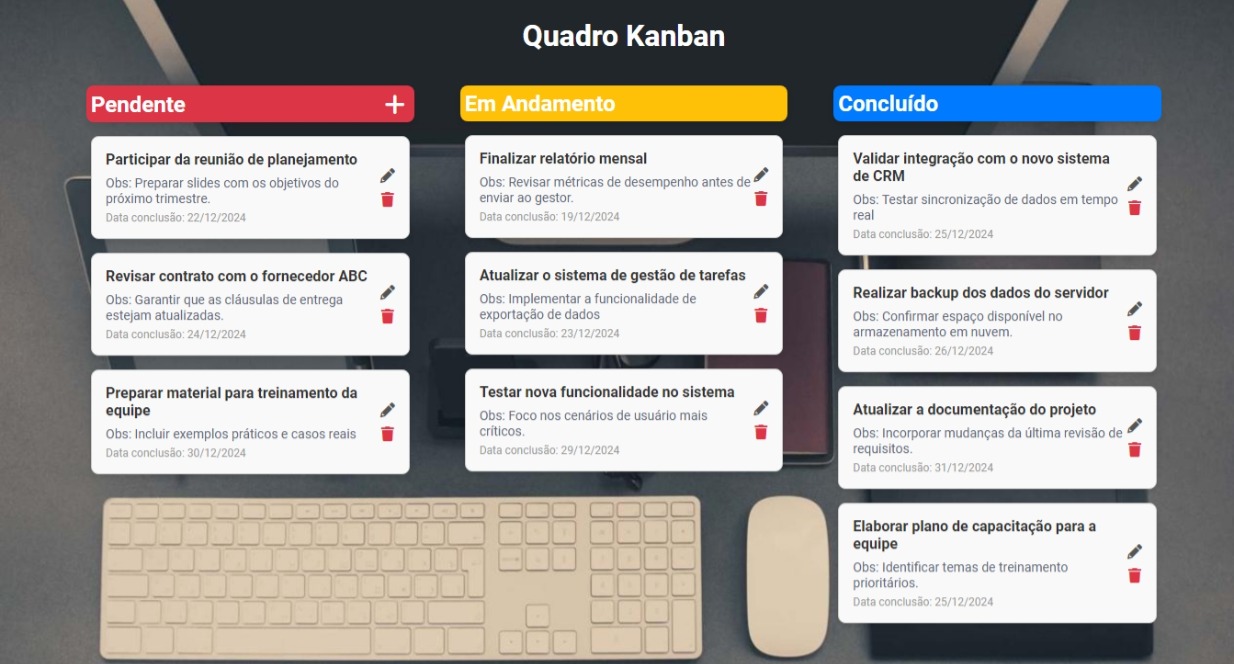 Quadro Kanban
Pendente
Participar da reunião de planejamento
Obs: Preparar slides com os objetivos do
próximo trimestre.
Data conclusão: 22/12/2024
Revisar contrato com o fornecedor ABC
Obs: Garantir que as cláusulas de entrega
estejam atualizadas.
Data conclusão: 24/12/2024
Preparar material para treinamento da
equipe
Obs: Incluir exemplos práticos e casos reais
Data conclusão: 30/12/2024
Em Andamento
Finalizar relatório mensal
Obs: Revisar métricas de desempenho antes de
enviar ao gestor.
Data conclusão: 19/12/2024
Atualizar o sistema de gestão de tarefas
Obs: Implementar a funcionalidade de
exportação de dados
Data conclusão: 23/12/2024
Testar nova funcionalidade no sistema
Obs: Foco nos cenários de usuário mais
críticos.
Data conclusão: 29/12/2024
Concluído
Validar integração com o novo sistema
de CRM
Obs: Testar sincronização de dados em tempo
real
Data conclusão: 25/12/2024
Realizar backup dos dados do servidor
Obs: Confirmar espaço disponível no
armazenamento em nuvem.
Data conclusão: 26/12/2024
Atualizar a documentação do projeto
Obs: Incorporar mudanças da última revisão de
requisitos.
Data conclusão: 31/12/2024
Elaborar plano de capacitação para a
equipe
Obs: Identificar temas de treinamento
prioritários.
Data conclusão: 25/12/2024